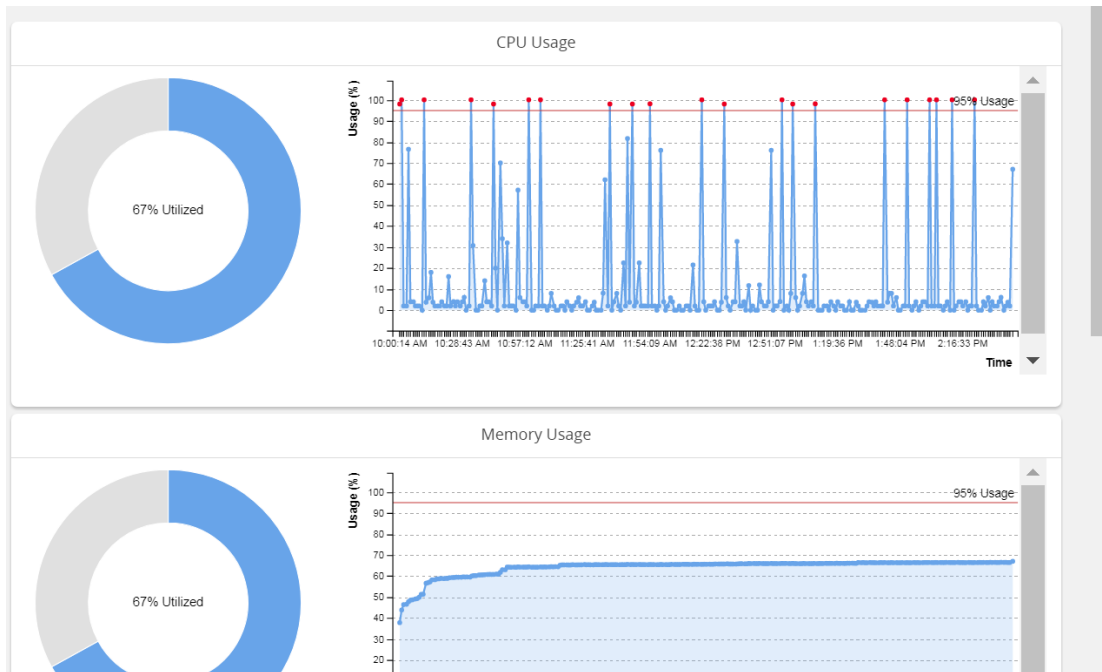 CPU Usage
67% Utilized
Usage (%)
100
90
80
70
60
50
40
30
20
10
0
95% Usage
10:00:14 AM 10:28:43 AM 10:57:12 AM 11:25:41 AM 11:54:09 AM 12:22:38 PM 12:51:07 PM 1:19:36 PM 1:48:04 PM 2:16:33 PM
Time
Memory Usage
67% Utilized
Usage (%)
100
90
80
70
60
50
40
30
20
95% Usage